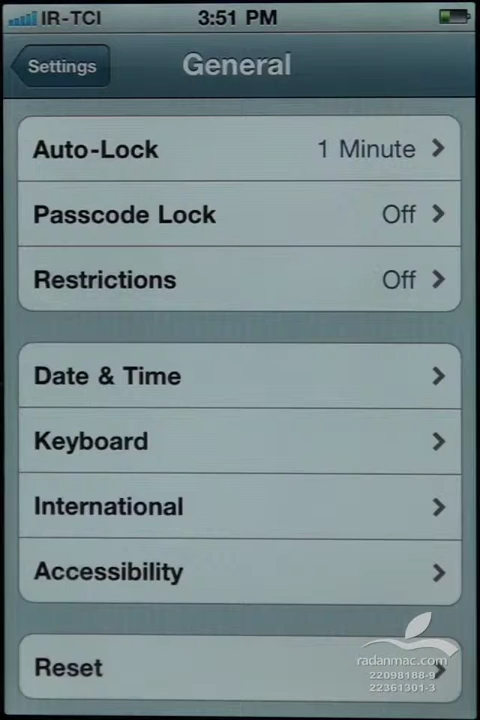 IR-TCI 3:51 PM
Settings General
Auto-Lock 1 Minute
Passcode Lock Off
Restrictions Off
Date & Time
Keyboard
International
Accessibility
Reset
radanmac.com
22098188-9
22361301-3